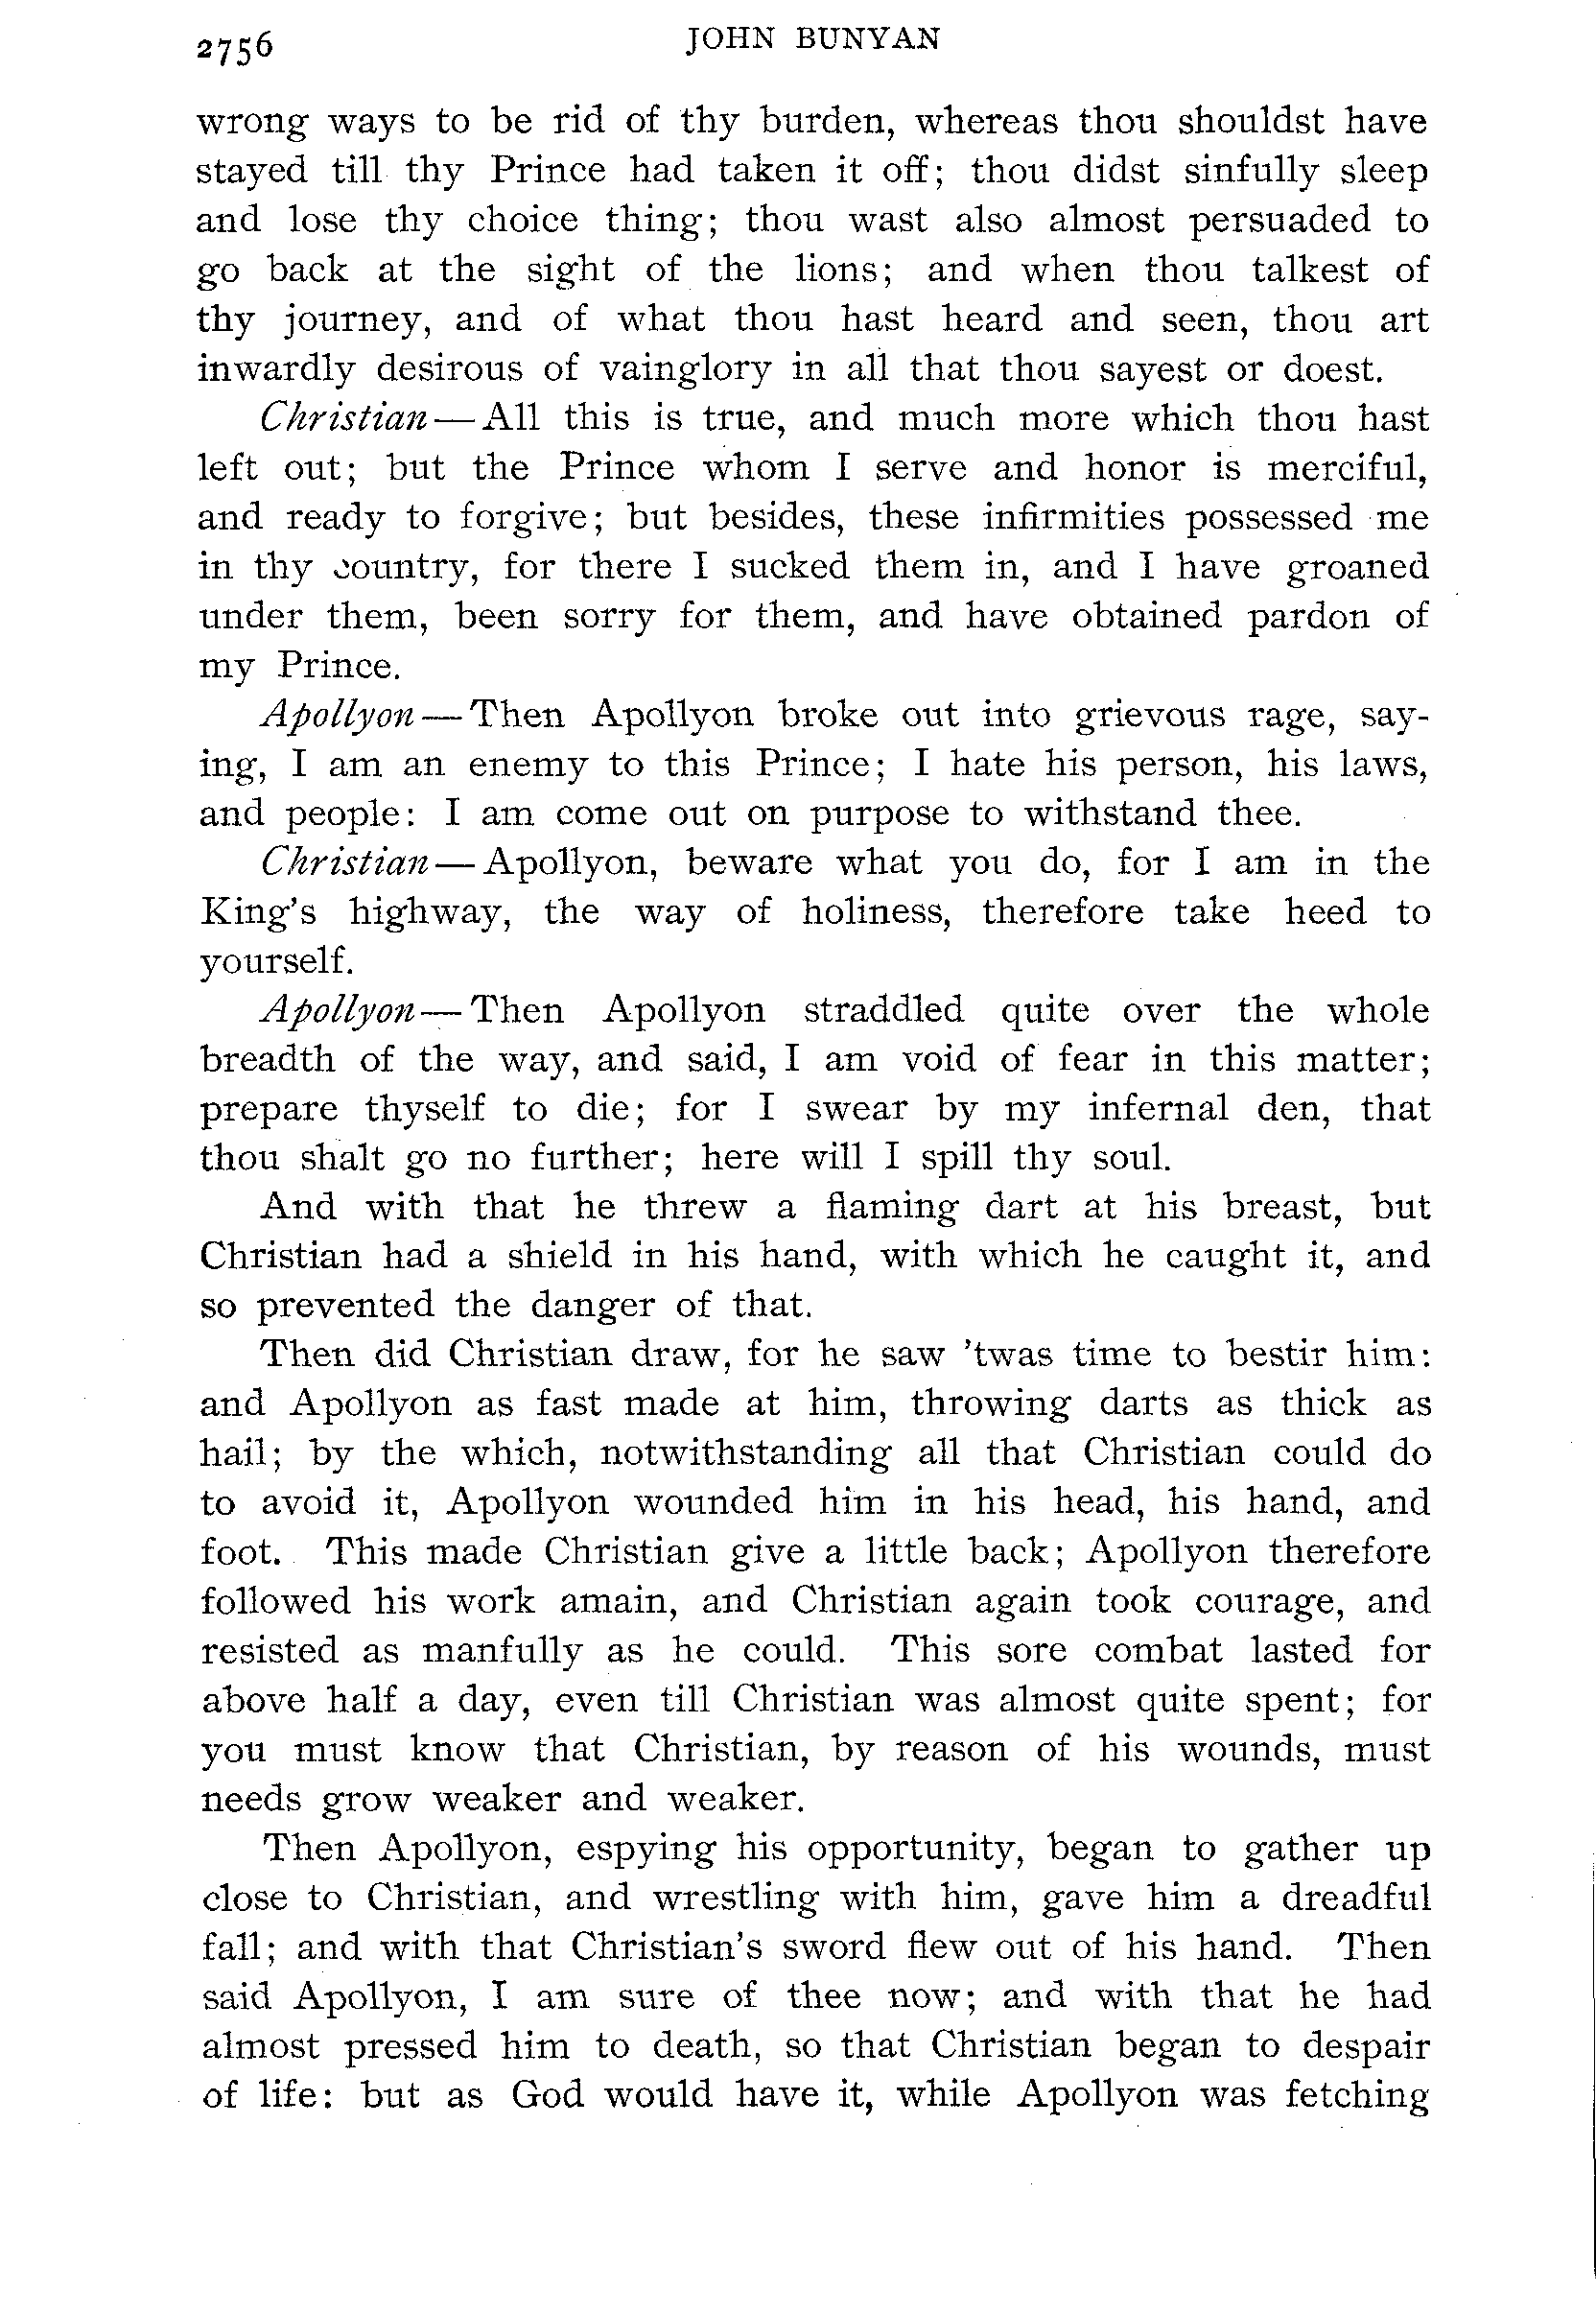 2756
JOHN BUNYAN
wrong ways to be rid of thy burden, whereas thou shouldst have
stayed till thy Prince had taken it off; thou didst sinfully sleep
and lose thy choice thing; thou wast also almost persuaded to
go back at the sight of the lions; and when thou talkest of
thy journey, and of what thou hast heard and seen, thou art
inwardly desirous of vainglory in all that thou sayest or doest.
Christian—All this is true, and much more which thou hast
left out; but the Prince whom I serve and honor is merciful,
and ready to forgive; but besides, these infirmities possessed me
in thy country, for there I sucked them in, and I have groaned
under them, been sorry for them, and have obtained pardon of
my Prince.
Apollyon—Then Apollyon broke out into grievous rage, say-
ing, I am an enemy to this Prince; I hate his person, his laws,
and people: I am come out on purpose to withstand thee.
Christian—Apollyon, beware what you do, for I am in the
King's highway, the way of holiness, therefore take heed to
yourself.
Apollyon—Then Apollyon straddled quite over the whole
breadth of the way, and said, I am void of fear in this matter;
prepare thyself to die; for I swear by my infernal den, that
thou shalt go no further; here will I spill thy soul.
And with that he threw a flaming dart at his breast, but
Christian had a shield in his hand, with which he caught it, and
so prevented the danger of that.
Then did Christian draw, for he saw 'twas time to bestir him:
and Apollyon as fast made at him, throwing darts as thick as
hail; by the which, notwithstanding all that Christian could do
to avoid it, Apollyon wounded him in his head, his hand, and
foot. This made Christian give a little back; Apollyon therefore
followed his work amain, and Christian again took courage, and
resisted as manfully as he could. This sore combat lasted for
above half a day, even till Christian was almost quite spent; for
you must know that Christian, by reason of his wounds, must
needs grow weaker and weaker.
Then Apollyon, espying his opportunity, began to gather up
close to Christian, and wrestling with him, gave him a dreadful
fall; and with that Christian's sword flew out of his hand. Then
said Apollyon, I am sure of thee now; and with that he had
almost pressed him to death, so that Christian began to despair
of life: but as God would have it, while Apollyon was fetching